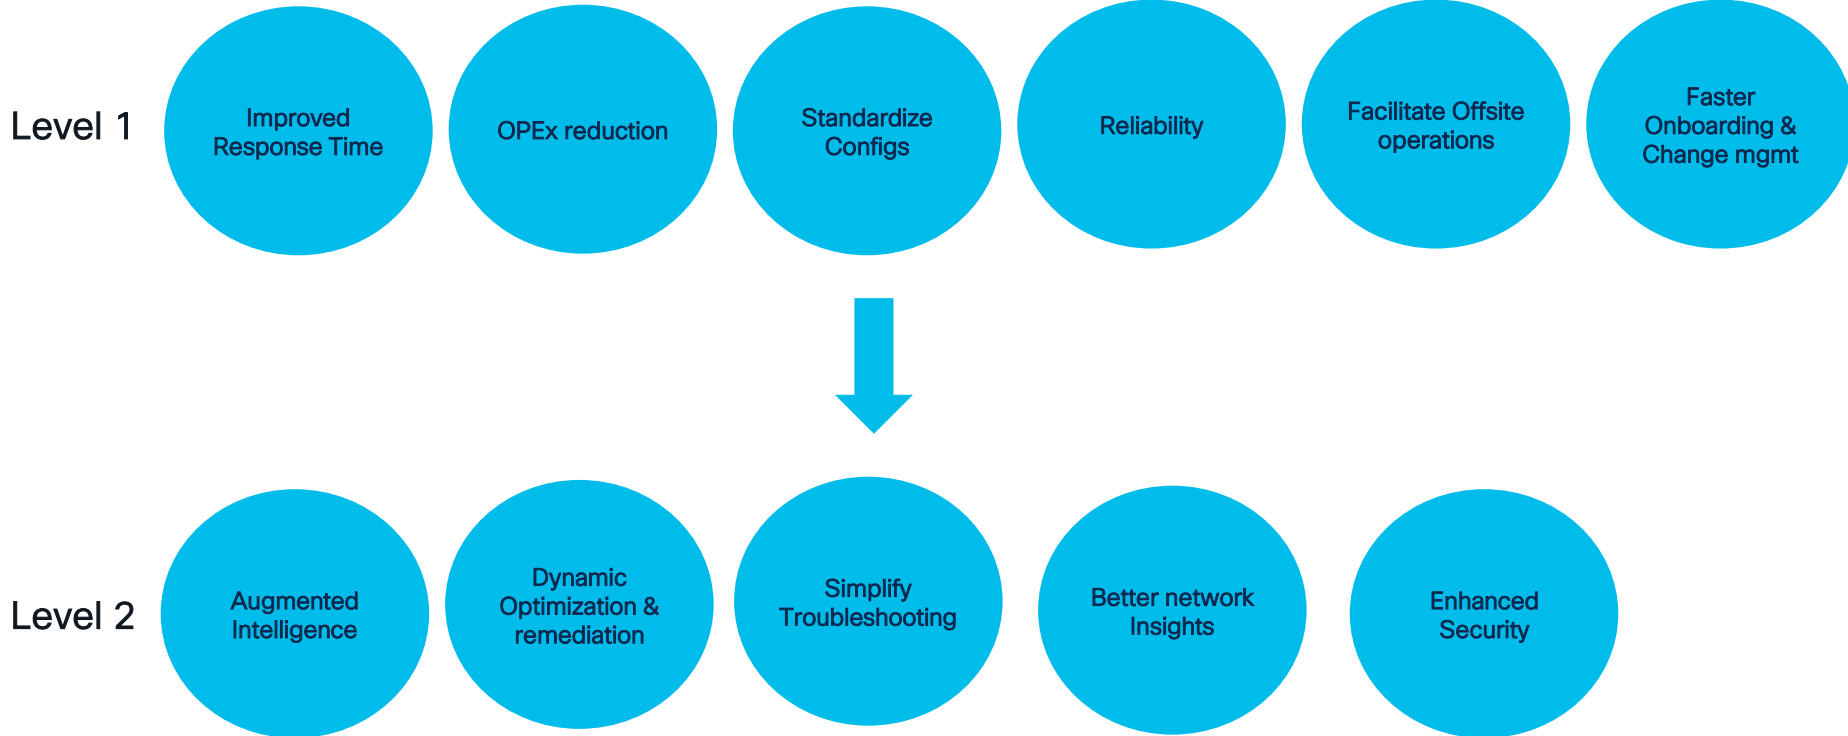 Level 1
Improved
Response Time
OPEx reduction
Standardize
Configs
Reliability
Facilitate Offsite
operations
Faster
Onboarding &
Change mgmt
Level 2
Augmented
Intelligence
Dynamic
Optimization &
remediation
Simplify
Troubleshooting
Better network
Insights
Enhanced
Security